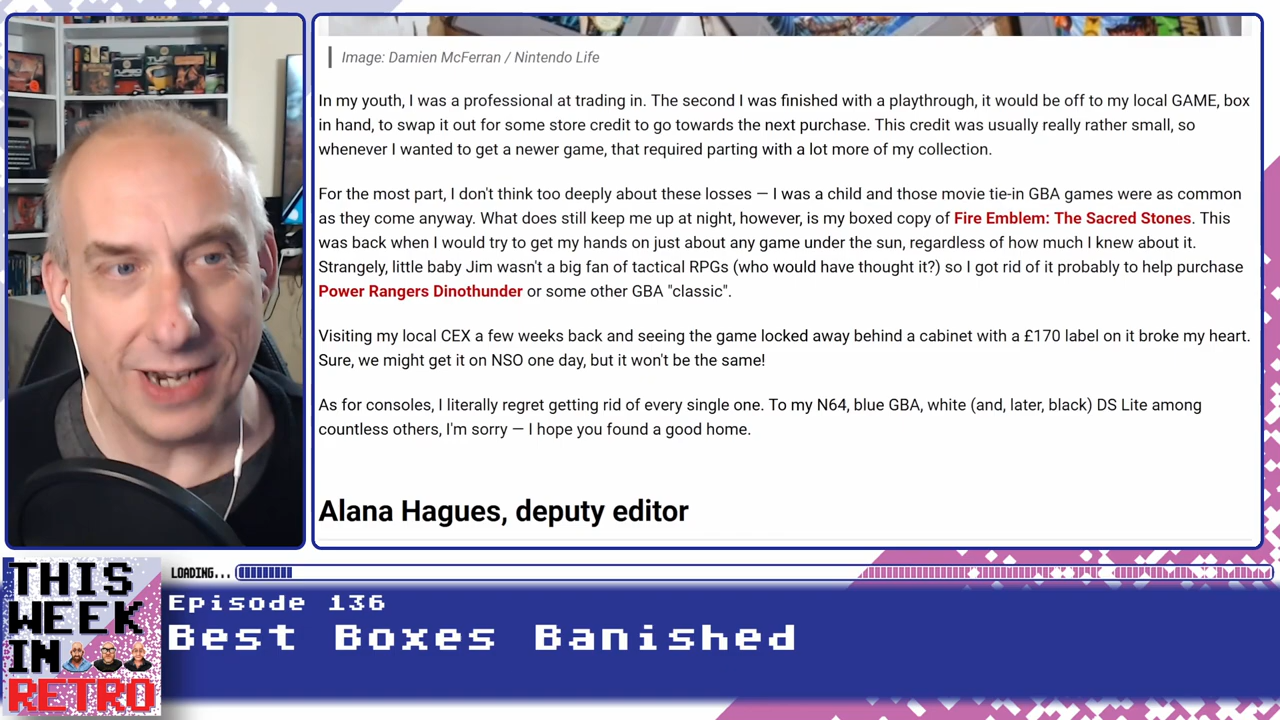 Image: Damien McFerran / Nintendo Life
In my youth, I was a professional at trading in. The second I was finished with a playthrough, it would be off to my local GAME, box
in hand, to swap it out for some store credit to go towards the next purchase. This credit was usually really rather small, so
whenever I wanted to get a newer game, that required parting with a lot more of my collection.
For the most part, I don't think too deeply about these losses — I was a child and those movie tie-in GBA games were as common
as they come anyway. What does still keep me up at night, however, is my boxed copy of Fire Emblem: The Sacred Stones. This
was back when I would try to get my hands on just about any game under the sun, regardless of how much I knew about it.
Strangely, little baby Jim wasn't a big fan of tactical RPGs (who would have thought it?) so I got rid of it probably to help purchase
Power Rangers Dinothunder or some other GBA "classic".
Visiting my local CEX a few weeks back and seeing the game locked away behind a cabinet with a £170 label on it broke my heart.
Sure, we might get it on NSO one day, but it won't be the same!
As for consoles, I literally regret getting rid of every single one. To my N64, blue GBA, white (and, later, black) DS Lite among
countless others, I'm sorry — I hope you found a good home.
Alana Hagues, deputy editor
LOADING...
THIS
WEEK
IN
RETRO
Episode 136
Best Boxes Banished